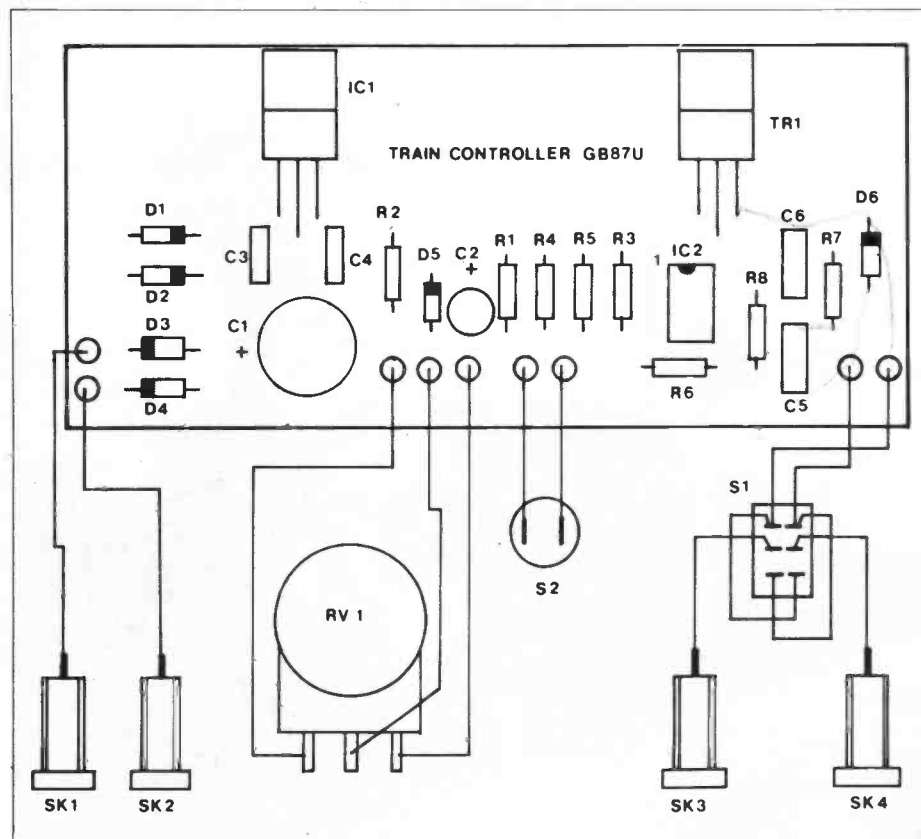 IC1
TR1
TRAIN CONTROLLER GB87U
D1
R2
D6
C3
C4
D5
C2
+
R1
R4
R5
R3
1
IC2
C6
R7
R8
D2
D3
C1
+
D4
R6
C5
S1
S2
RV 1
SK1
SK2
SK3
SK4